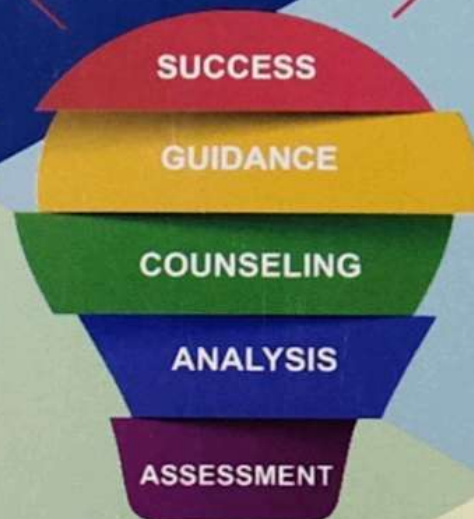 SUCCESS
GUIDANCE
COUNSELING
ANALYSIS
ASSESSMENT